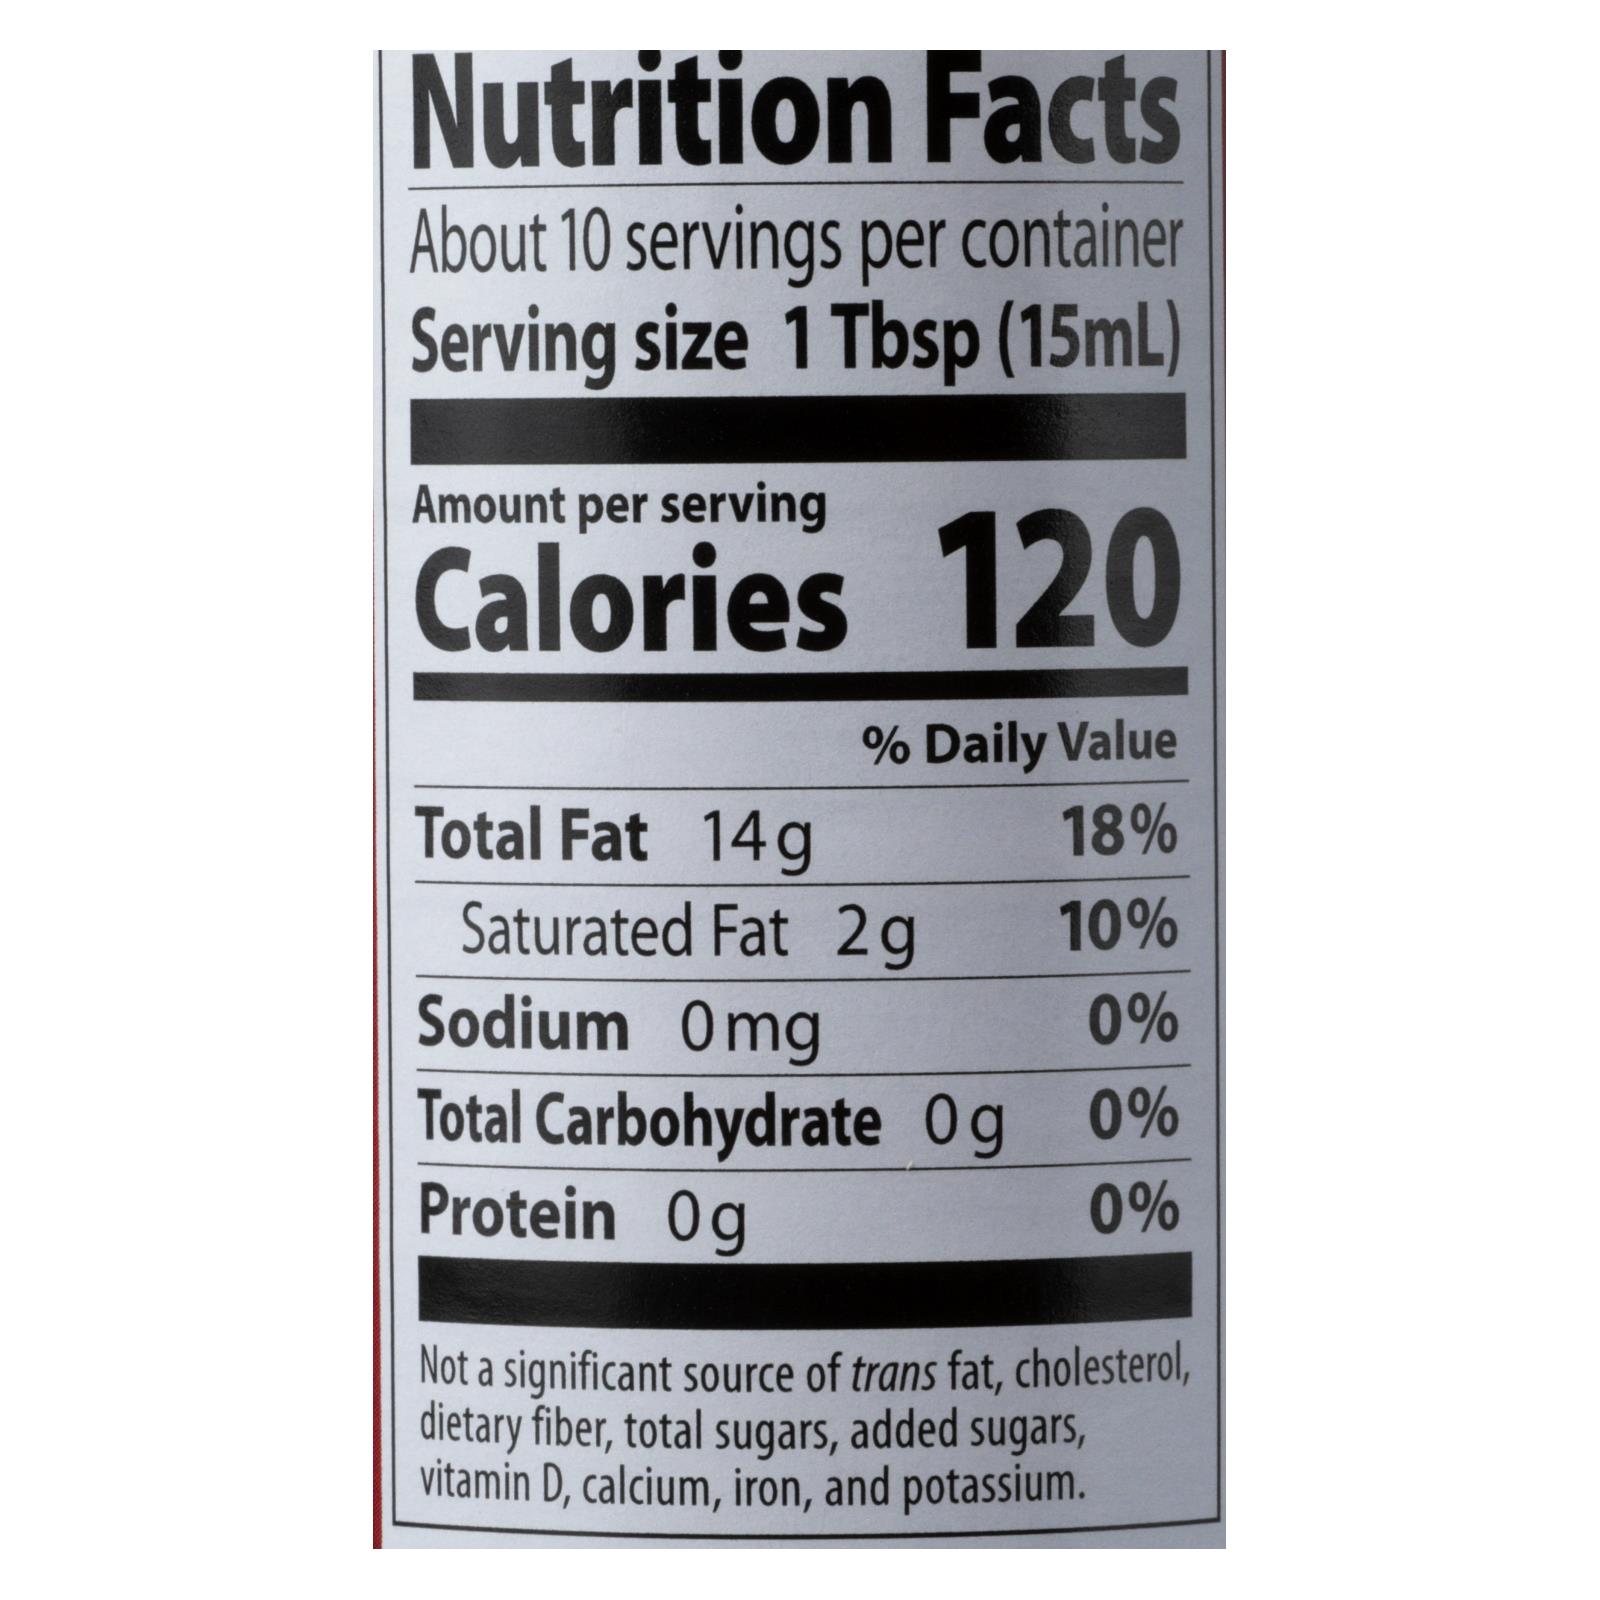 Nutrition Facts
About 10 servings per container
Serving size 1 Tbsp (15mL)
Amount per serving
Calories 120
% Daily Value
Total Fat 14g 18%
Saturated Fat 2g 10%
Sodium 0mg 0%
Total Carbohydrate 0g 0%
Protein 0g 0%
Not a significant source of trans fat, cholesterol,
dietary fiber, total sugars, added sugars,
vitamin D, calcium, iron, and potassium.